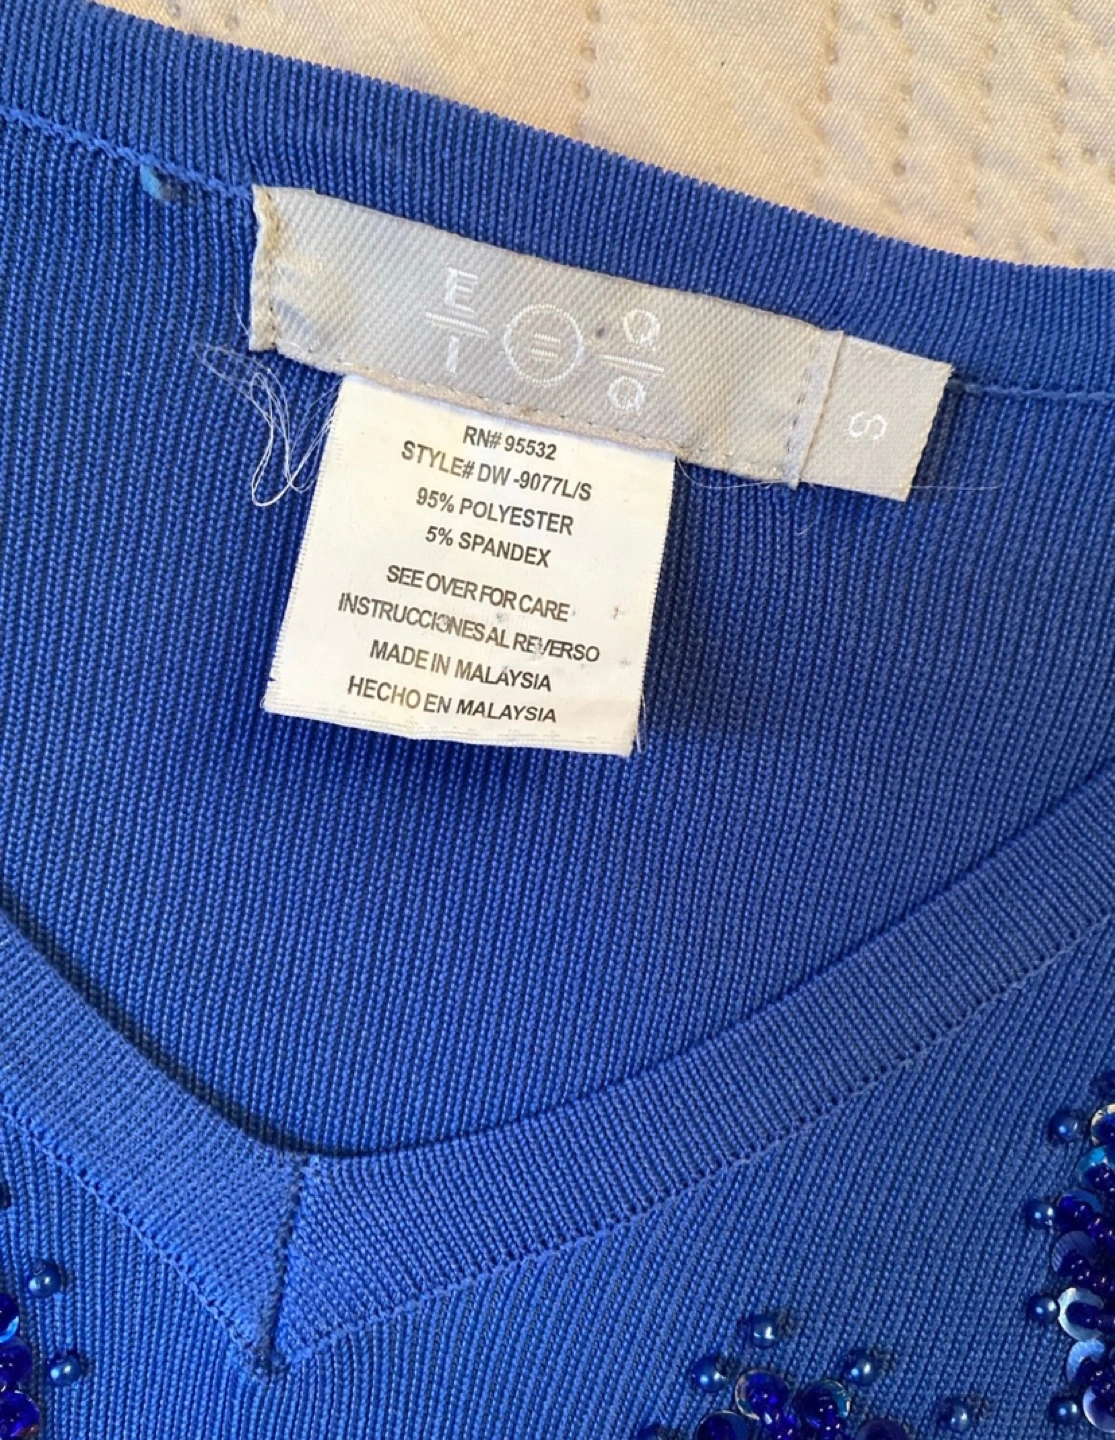 E = Q
I Q
S
RN# 95532
STYLE# DW -9077L/S
95% POLYESTER
5% SPANDEX
SEE OVER FOR CARE
INSTRUCCIONES AL REVERSO
MADE IN MALAYSIA
HECHO EN MALAYSIA